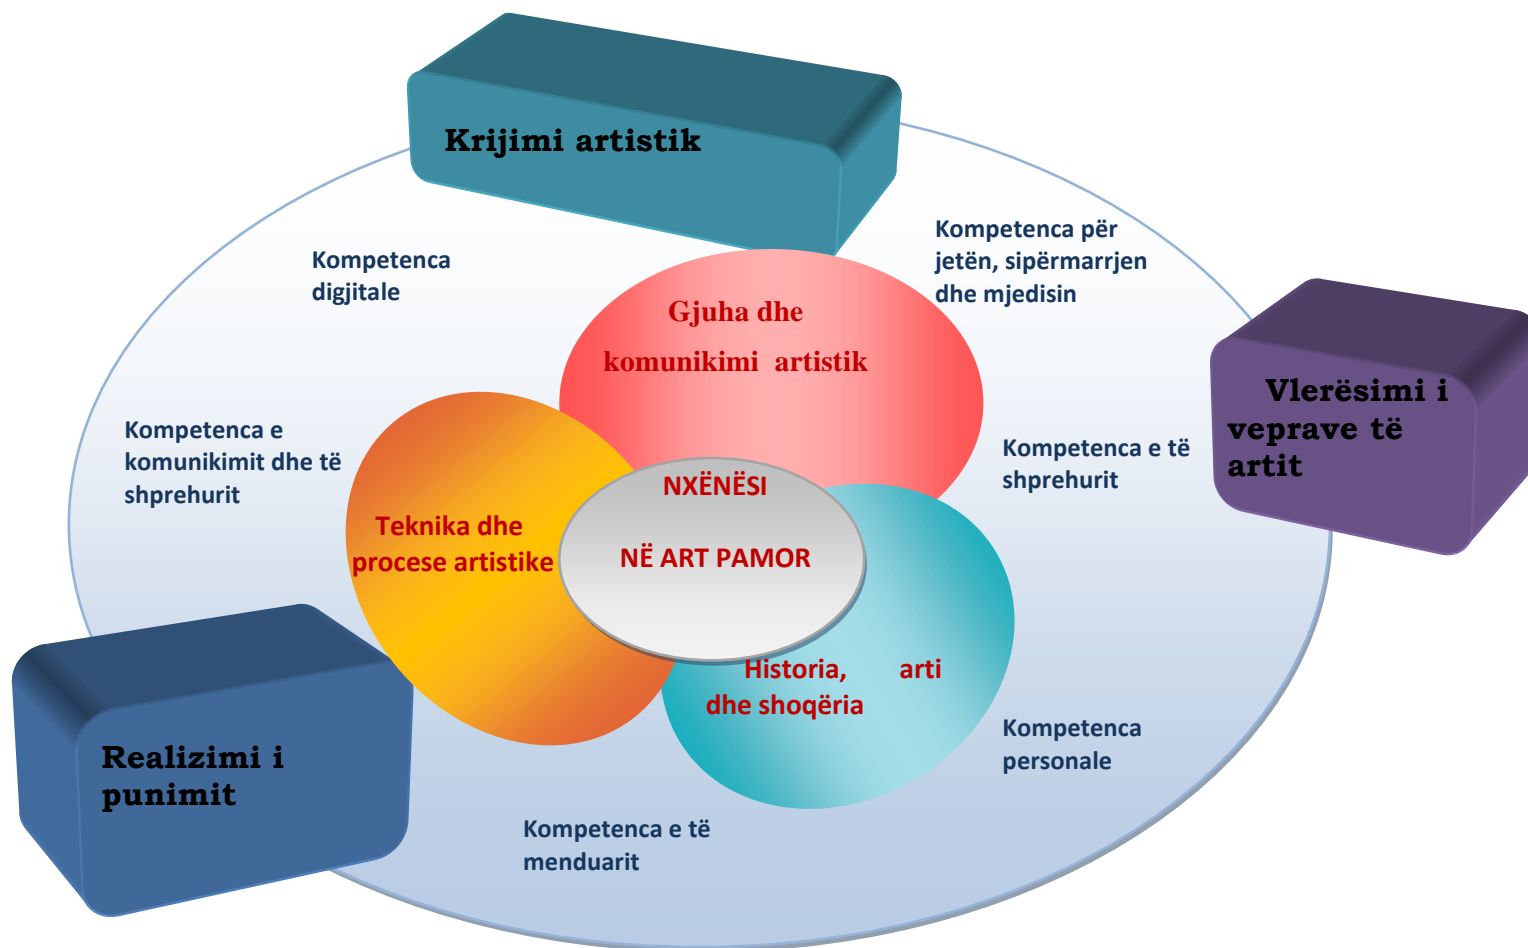 Krijimi artistik
Kompetenca
digjitale
Kompetenca për
jetën, sipërmarrjen
dhe mjedisin
Gjuha dhe
komunikimi artistik
Vlerësimi i
veprave të
artit
Kompetenca e
komunikimit dhe të
shprehurit
Kompetenca e të
shprehurit
NXËNËSI
NË ART PAMOR
Teknika dhe
procese artistike
Historia, arti
dhe shoqëria
Realizimi i
punimit
Kompetenca
personale
Kompetenca e të
menduarit